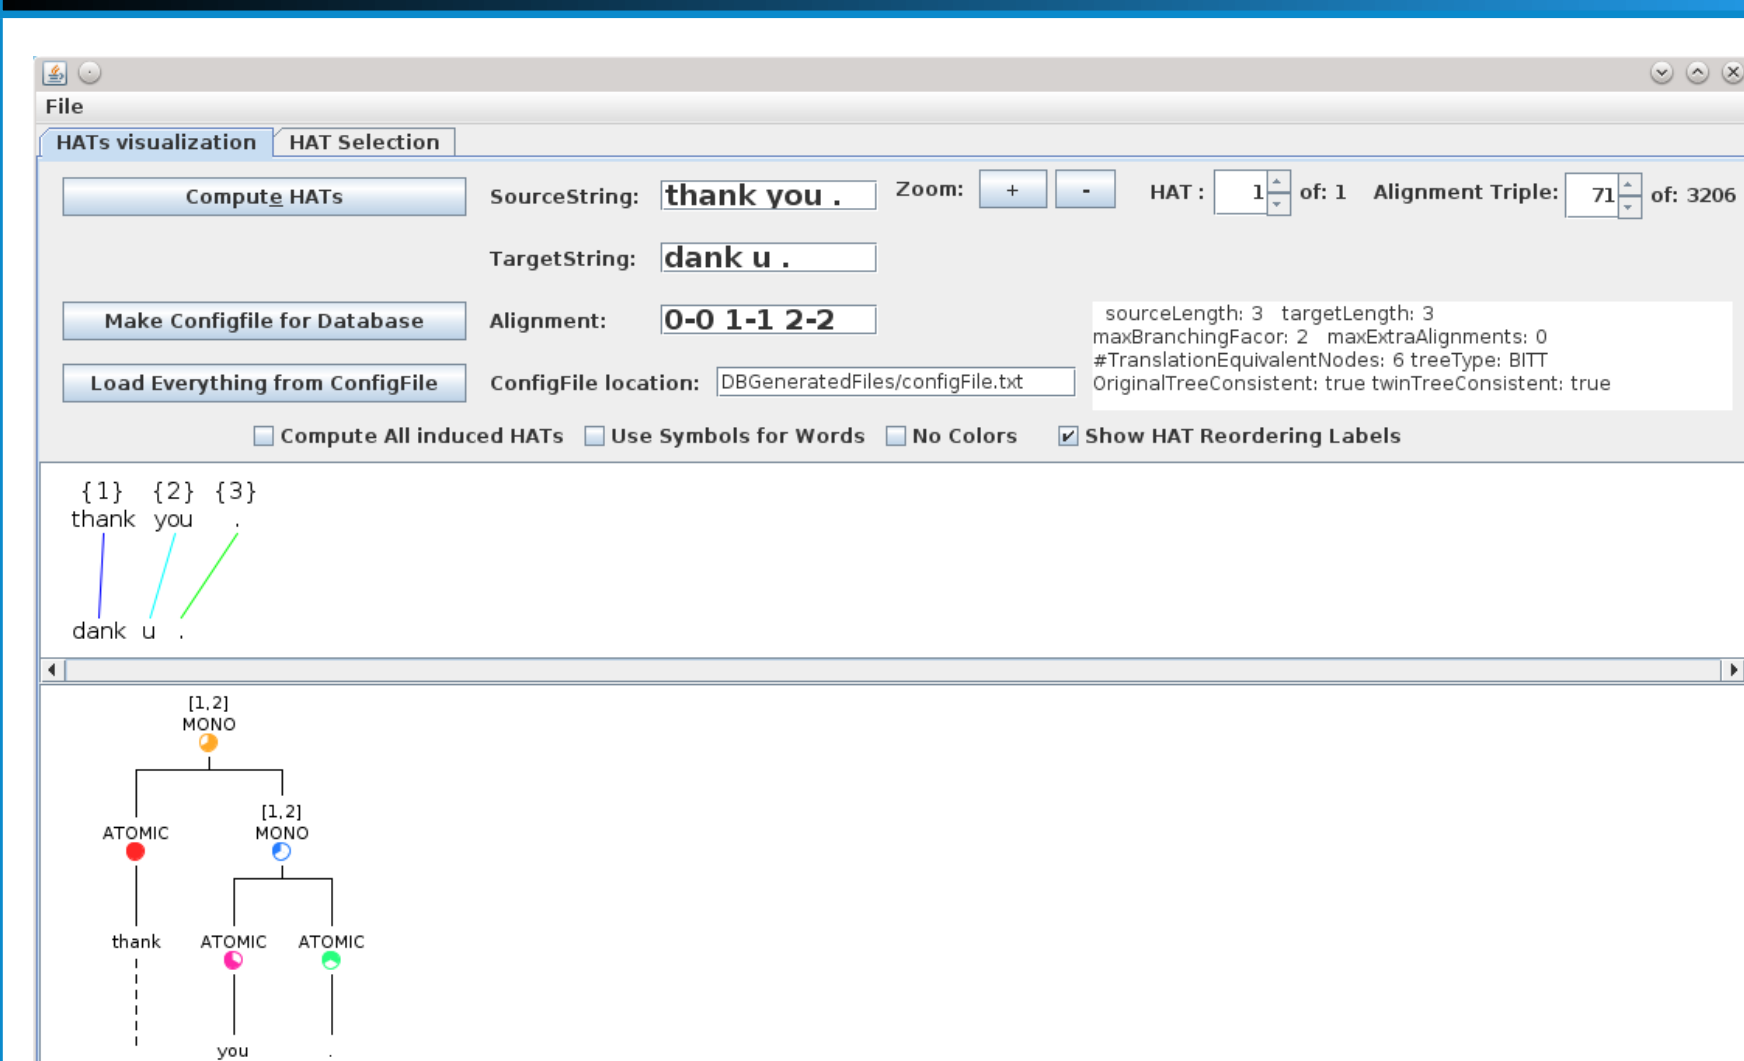 File
HATs visualization HAT Selection
Compute HATs SourceString: thank you . Zoom: + - HAT : 1 of: 1 Alignment Triple: 71 of: 3206
TargetString: dank u .
Make Configfile for Database Alignment: 0-0 1-1 2-2
sourceLength: 3 targetLength: 3
maxBranchingFacor: 2 maxExtraAlignments: 0
#TranslationEquivalentNodes: 6 treeType: BITT
OriginalTreeConsistent: true twinTreeConsistent: true
Load Everything from ConfigFile ConfigFile location: DBGeneratedFiles/configFile.txt
Compute All induced HATs Use Symbols for Words No Colors Show HAT Reordering Labels
{1} {2} {3}
thank you .
dank u .
[1,2]
MONO
[1,2]
ATOMIC MONO
thank ATOMIC ATOMIC
you .